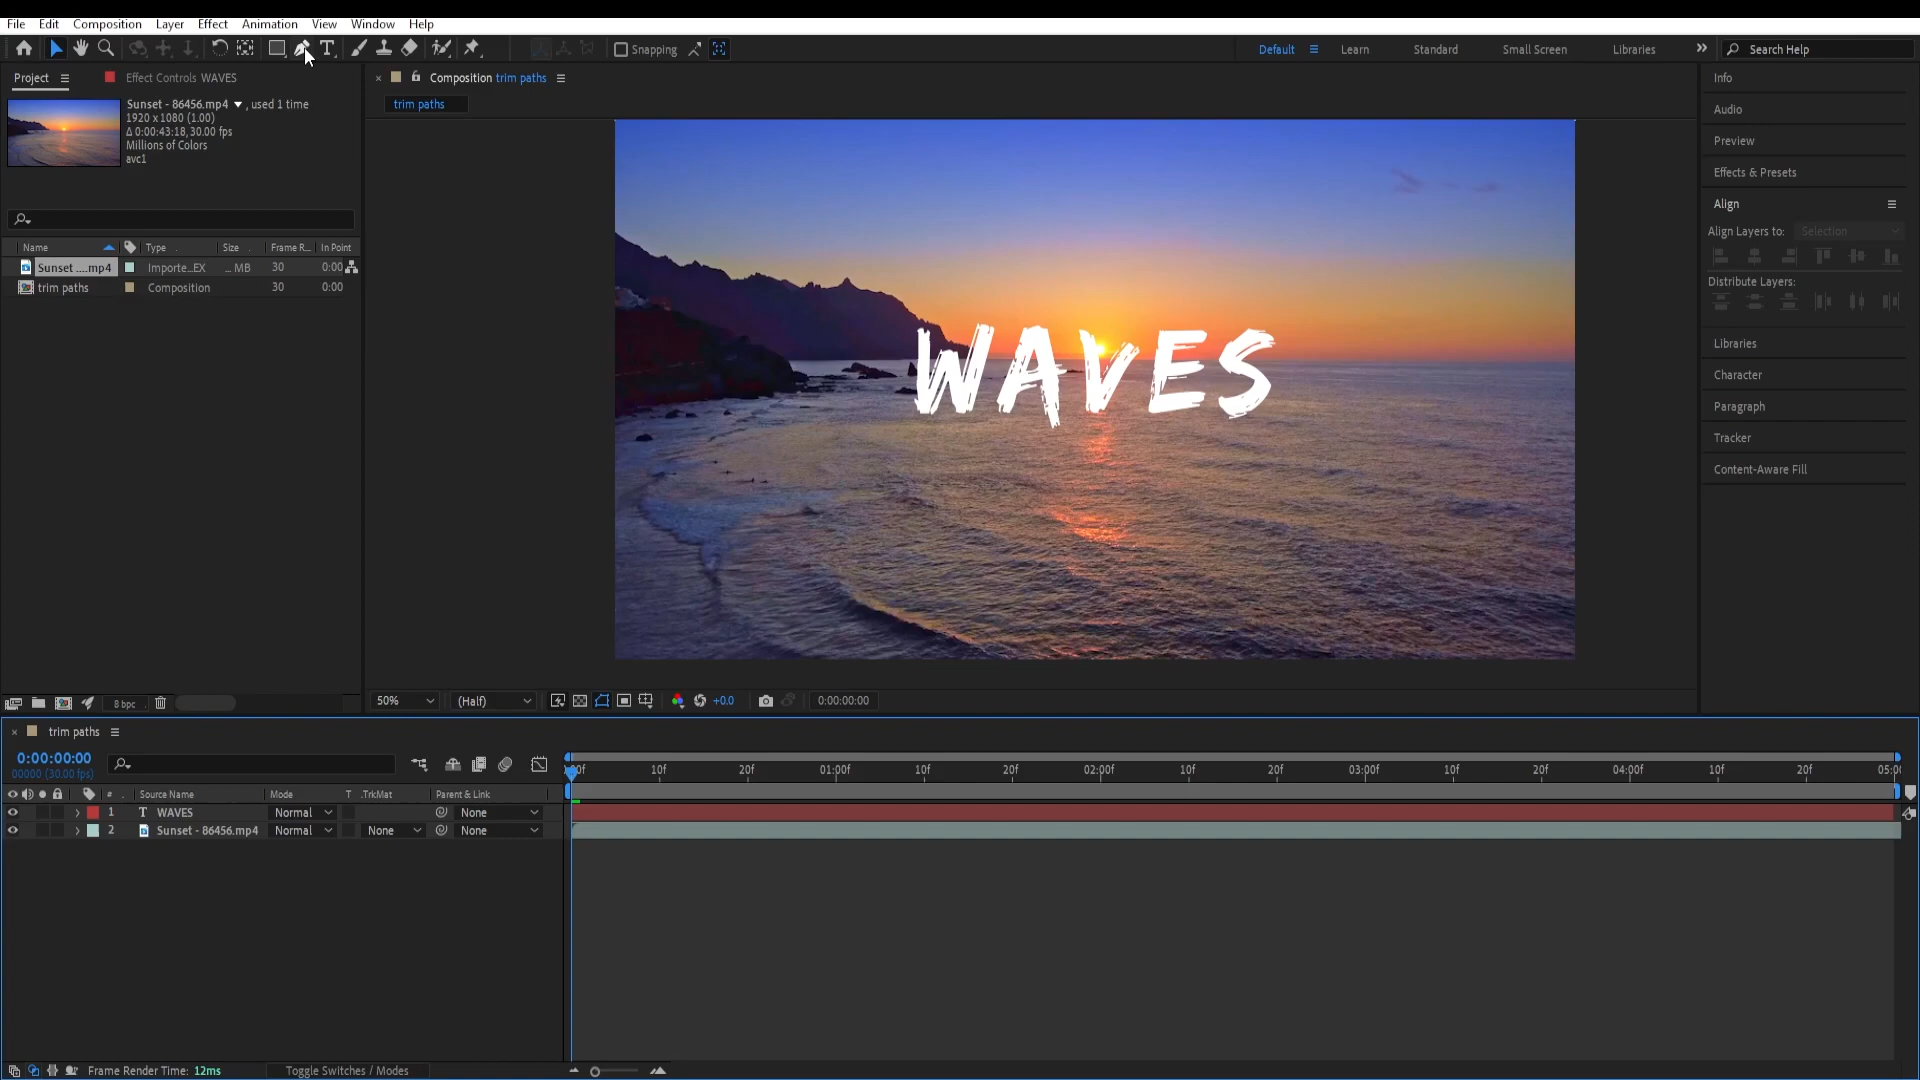 File Edit Composition Layer Effect Animation View Window Help
Snapping Default Learn Standard Small Screen Libraries Search Help
Project Effect Controls WAVES
Composition trim paths
trim paths
Sunset - 86456.mp4 , used 1 time
1920 x 1080 (1.00)
Δ 0:00:43:18, 30.00 fps
Millions of Colors
avc1
Name Type Size Frame R... In Point
Sunset ....mp4 Importe...EX ... MB 30 0:00
trim paths Composition 30 0:00
8 bpc
WAVES
50% (Half) +0.0 0:00:00:00
Info
Audio
Preview
Effects & Presets
Align
Align Layers to: Selection
Distribute Layers:
Libraries
Character
Paragraph
Tracker
Content-Aware Fill
trim paths
0:00:00:00
00000 (30.00 fps)
10f 20f 01:00f 10f 20f 02:00f 10f 20f 03:00f 10f 20f 04:00f 10f 20f
# Source Name Mode T .TrkMat Parent & Link
1 T WAVES Normal None
2 Sunset - 86456.mp4 Normal None None
Frame Render Time: 12ms Toggle Switches / Modes